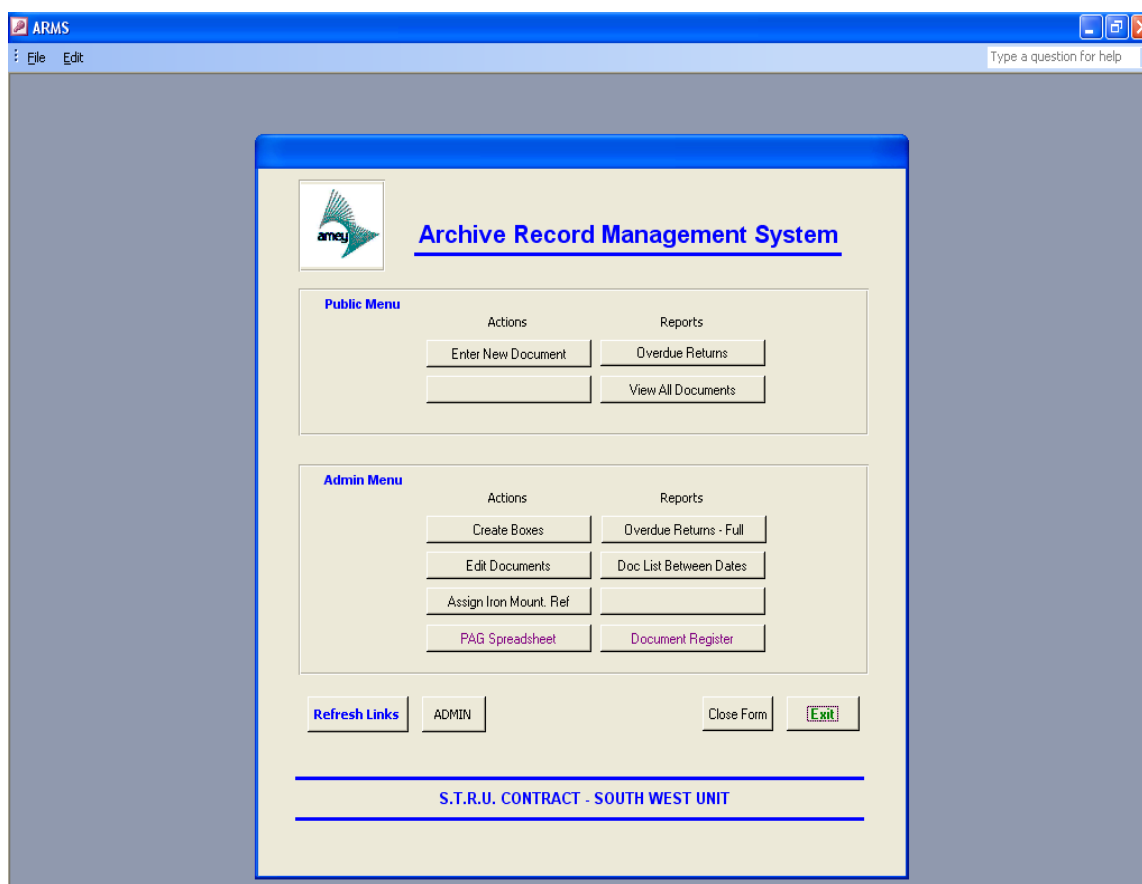 ARMS
File Edit
Type a question for help
amey
Archive Record Management System
Public Menu
Actions Reports
Enter New Document Overdue Returns
View All Documents
Admin Menu
Actions Reports
Create Boxes Overdue Returns - Full
Edit Documents Doc List Between Dates
Assign Iron Mount. Ref
PAG Spreadsheet Document Register
Refresh Links ADMIN Close Form Exit
S.T.R.U. CONTRACT - SOUTH WEST UNIT